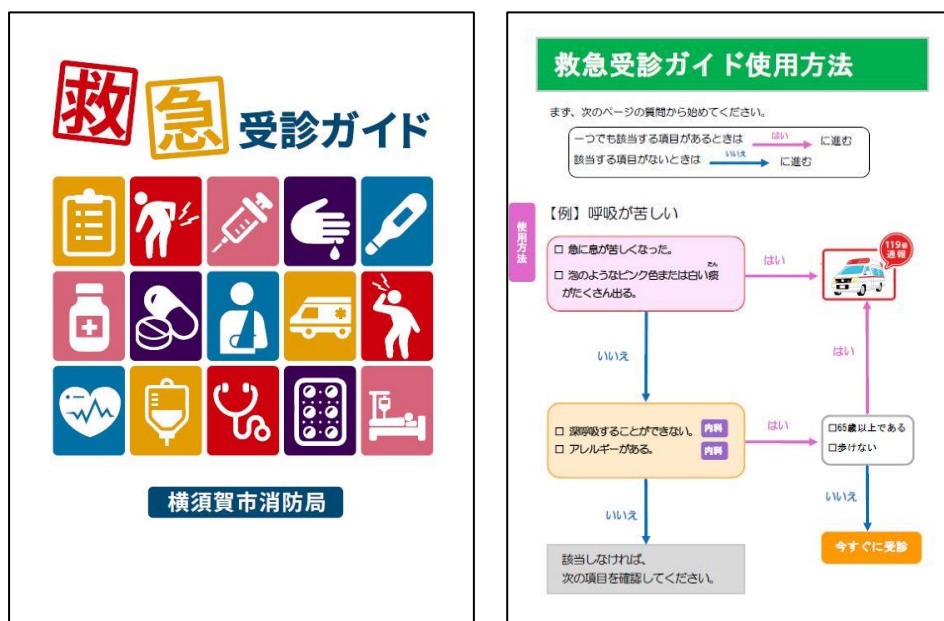 救急受診ガイド
横須賀市消防局
救急受診ガイド使用方法
まず、次のページの質問から始めてください。
一つでも該当する項目があるときは はい に進む
該当する項目がないときは いいえ に進む
使用方法
【例】呼吸が苦しい
□ 急に息が苦しくなった。
たん
□ 泡のようなピンク色または白い痰
がたくさん出る。
はい
119番
通報
いいえ
はい
□ 深呼吸することができない。 内科
□ アレルギーがある。 内科
はい
□65歳以上である
□歩けない
いいえ
いいえ
今すぐに受診
該当しなければ、
次の項目を確認してください。